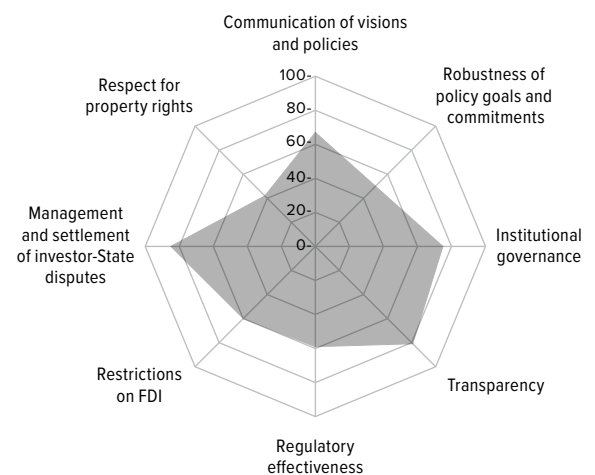 Communication of visions
and policies
Respect for
property rights
Robustness of
policy goals and
commitments
100-
80-
60-
40-
20-
0-
Management
and settlement
of investor-State
disputes
Institutional
governance
Restrictions
on FDI
Transparency
Regulatory
effectiveness